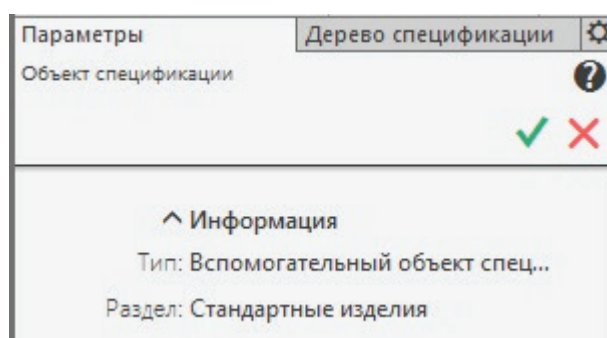 Параметры Дерево спецификации
Объект спецификации
Информация
Тип: Вспомогательный объект спец...
Раздел: Стандартные изделия